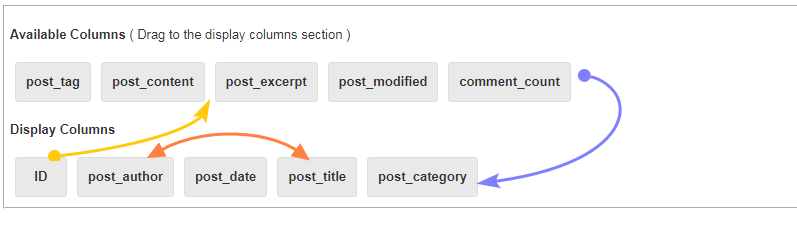 Available Columns ( Drag to the display columns section )
post_tag post_content post_excerpt post_modified comment_count
Display Columns
ID post_author post_date post_title post_category